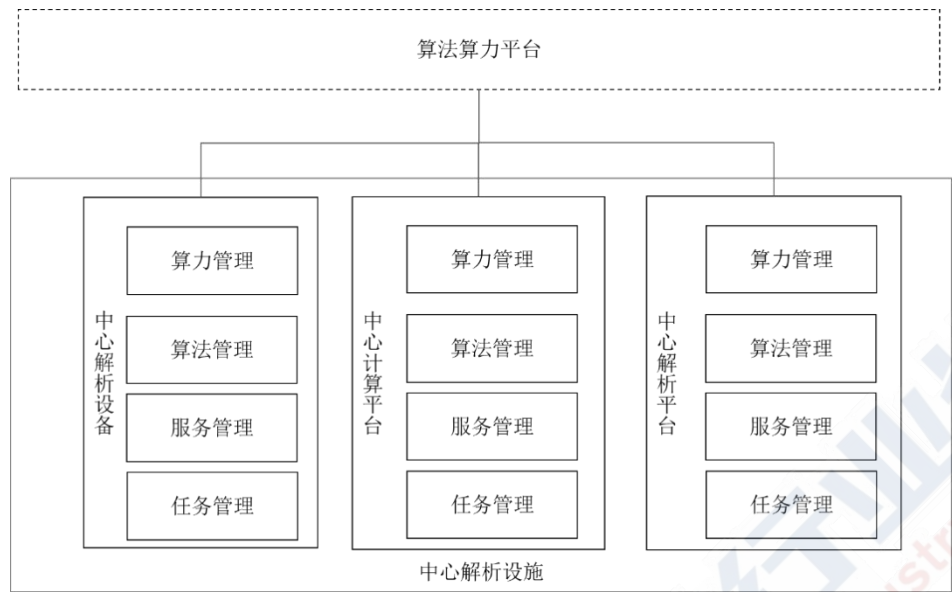 算法算力平台
中心解析设备
算力管理
算法管理
服务管理
任务管理
中心计算平台
算力管理
算法管理
服务管理
任务管理
中心解析平台
算力管理
算法管理
服务管理
任务管理
中心解析设施
行业